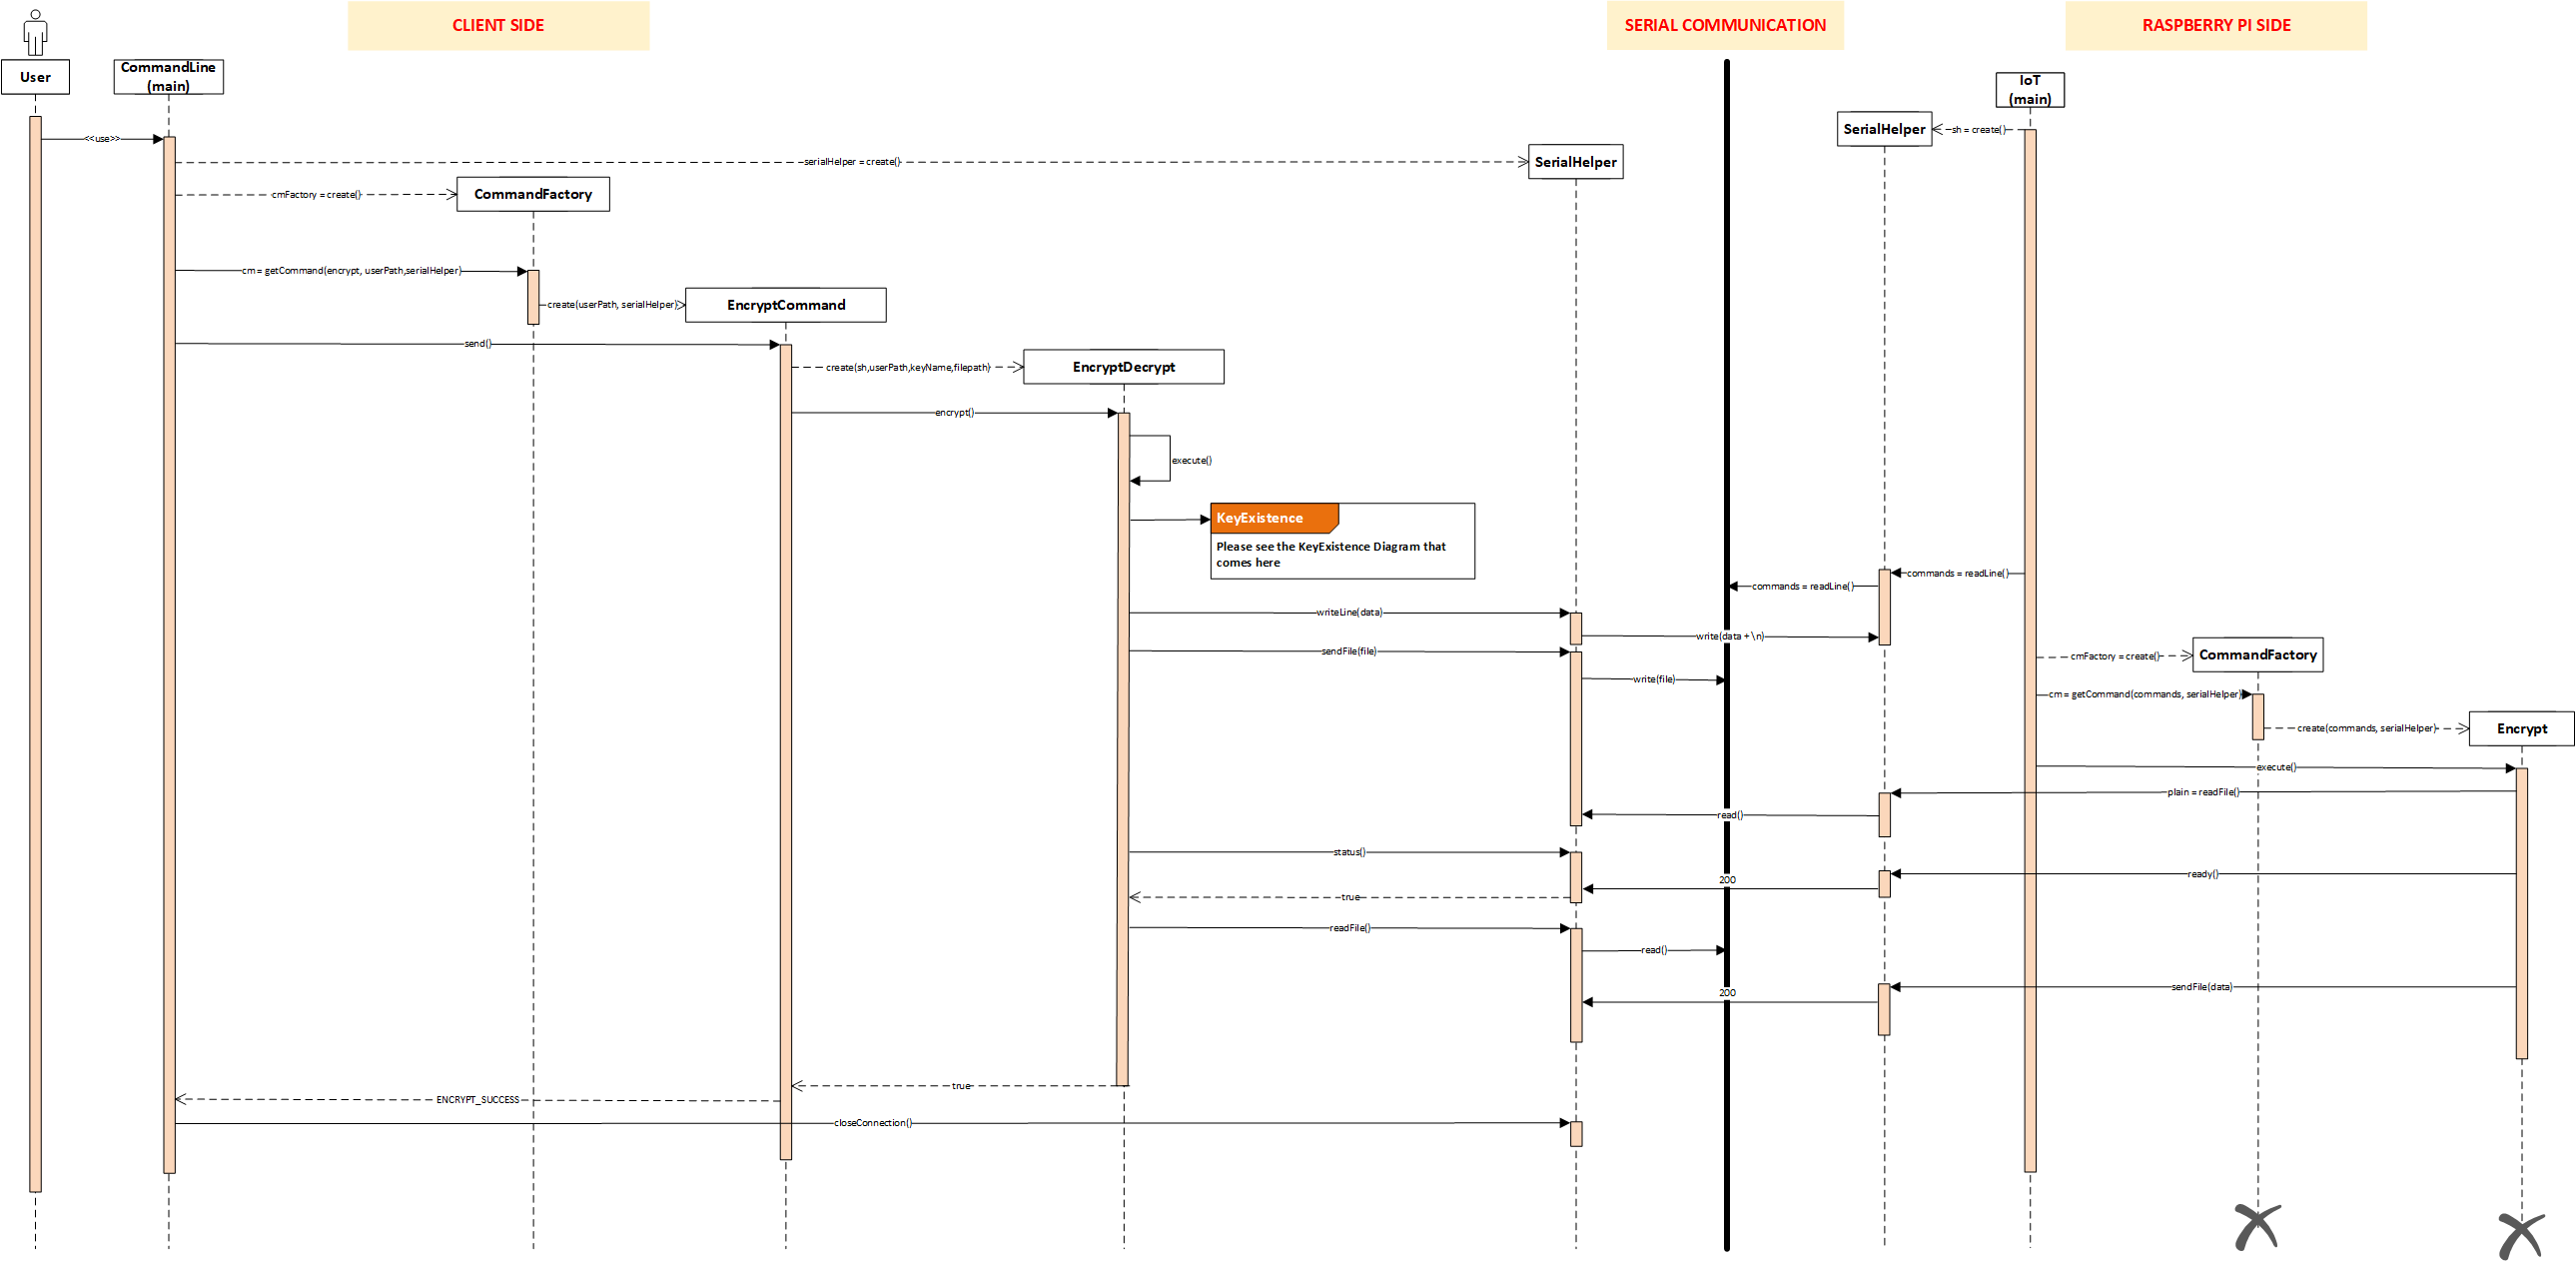 CLIENT SIDE
SERIAL COMMUNICATION
RASPBERRY PI SIDE
User
CommandLine
(main)
IoT
(main)
SerialHelper
sh = create()
<<use>>
serialHelper = create()
SerialHelper
cmFactory = create()
CommandFactory
cm = getCommand(encrypt, userPath,serialHelper)
create(userPath, serialHelper)
EncryptCommand
send()
create(sh,userPath,keyName,filepath)
EncryptDecrypt
encrypt()
execute()
KeyExistence
Please see the KeyExistence Diagram that
comes here
commands = readLine()
commands = readLine()
writeLine(data)
write(data + \n)
sendFile(file)
cmFactory = create()
CommandFactory
write(file)
cm = getCommand(commands, serialHelper)
create(commands, serialHelper)
Encrypt
execute()
plain = readFile()
read()
status()
ready()
200
true
readFile()
read()
sendFile(data)
200
true
ENCRYPT_SUCCESS
closeConnection()